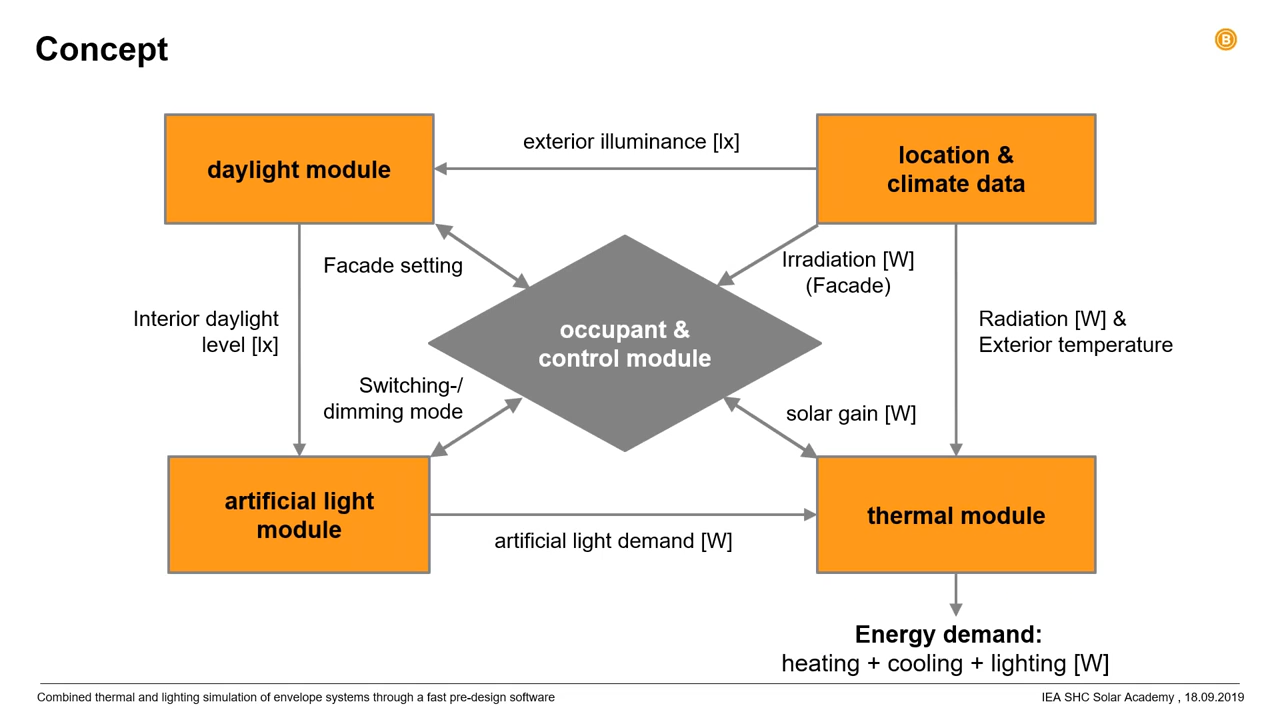 Concept
B
daylight module
exterior illuminance [lx]
location &
climate data
Facade setting
Irradiation [W]
(Facade)
Interior daylight
level [lx]
occupant &
control module
Radiation [W] &
Exterior temperature
Switching-/
dimming mode
solar gain [W]
artificial light
module
artificial light demand [W]
thermal module
Energy demand:
heating + cooling + lighting [W]
Combined thermal and lighting simulation of envelope systems through a fast pre-design software
IEA SHC Solar Academy , 18.09.2019